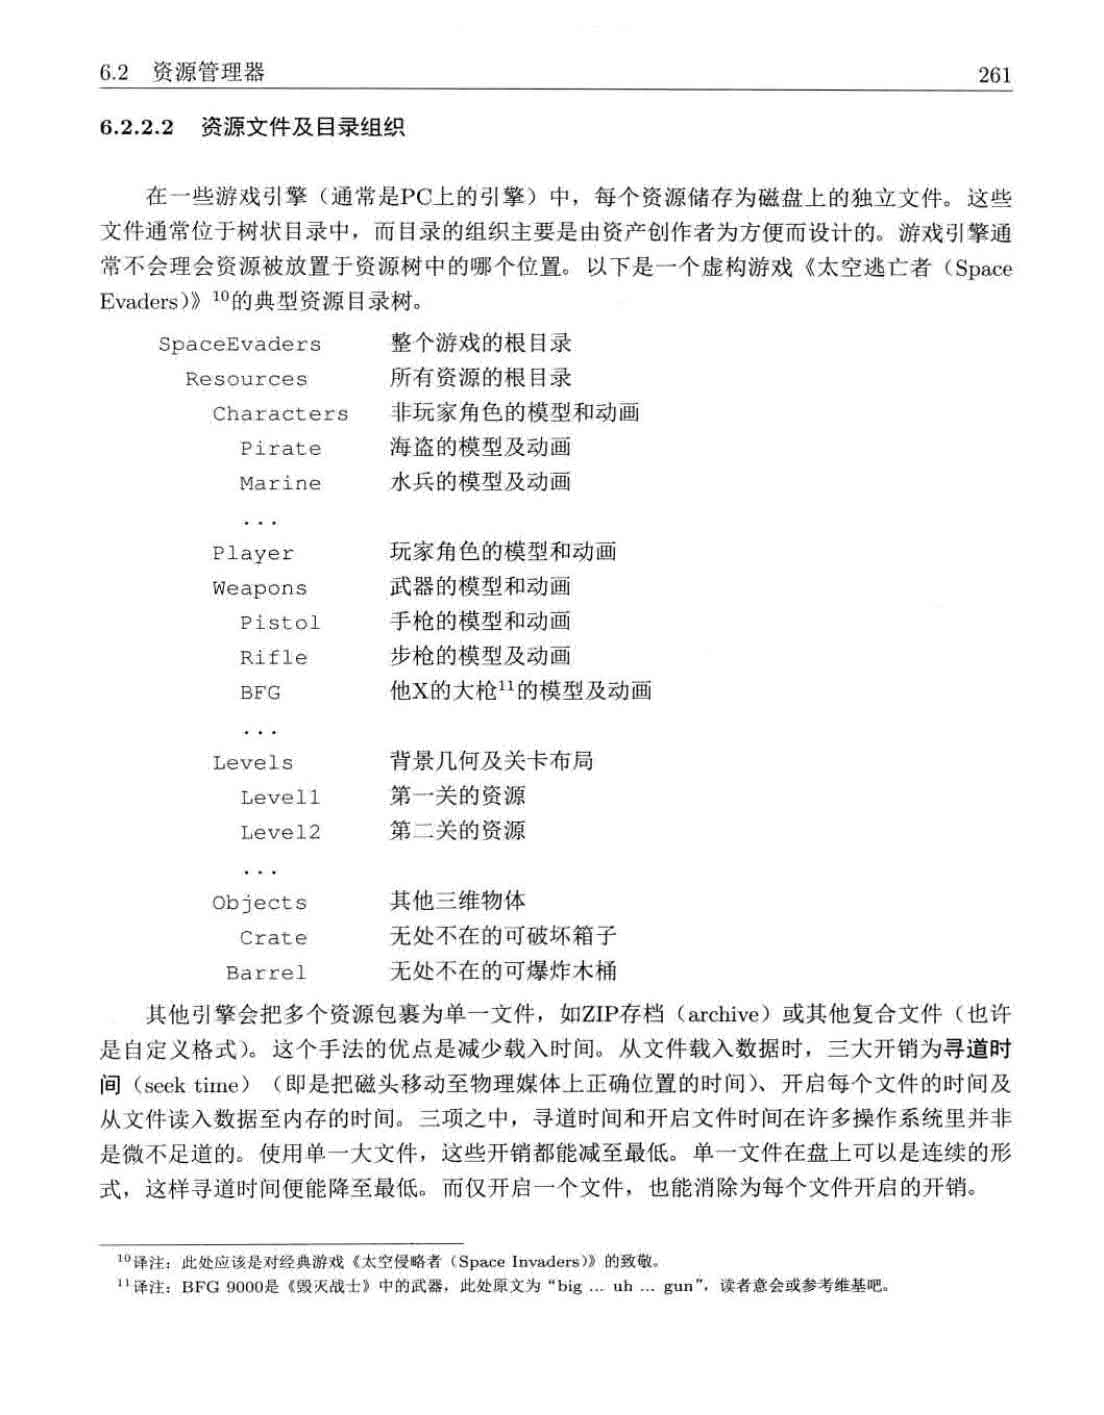 6.2 资源管理器 261
6.2.2.2 资源文件及目录组织
在一些游戏引擎（通常是PC上的引擎）中，每个资源储存为磁盘上的独立文件。这些
文件通常位于树状目录中，而目录的组织主要是由资产创作者为方便而设计的。游戏引擎通
常不会理会资源被放置于资源树中的哪个位置。以下是一个虚构游戏《太空逃亡者（Space
Evaders）》¹⁰的典型资源目录树。
SpaceEvaders 整个游戏的根目录
Resources 所有资源的根目录
Characters 非玩家角色的模型和动画
Pirate 海盗的模型及动画
Marine 水兵的模型及动画
...
Player 玩家角色的模型和动画
Weapons 武器的模型和动画
Pistol 手枪的模型和动画
Rifle 步枪的模型及动画
BFG 他X的大枪¹¹的模型及动画
...
Levels 背景几何及关卡布局
Level1 第一关的资源
Level2 第二关的资源
...
Objects 其他三维物体
Crate 无处不在的可破坏箱子
Barrel 无处不在的可爆炸木桶
其他引擎会把多个资源包裹为单一文件，如ZIP存档（archive）或其他复合文件（也许
是自定义格式）。这个手法的优点是减少载入时间。从文件载入数据时，三大开销为寻道时
间（seek time）（即是把磁头移动至物理媒体上正确位置的时间）、开启每个文件的时间及
从文件读入数据至内存的时间。三项之中，寻道时间和开启文件时间在许多操作系统里并非
是微不足道的。使用单一大文件，这些开销都能减至最低。单一文件在盘上可以是连续的形
式，这样寻道时间便能降至最低。而仅开启一个文件，也能消除为每个文件开启的开销。
¹⁰译注：此处应该是对经典游戏《太空侵略者（Space Invaders）》的致敬。
¹¹译注：BFG 9000是《毁灭战士》中的武器，此处原文为“big ... uh ... gun”，读者意会或参考维基吧。